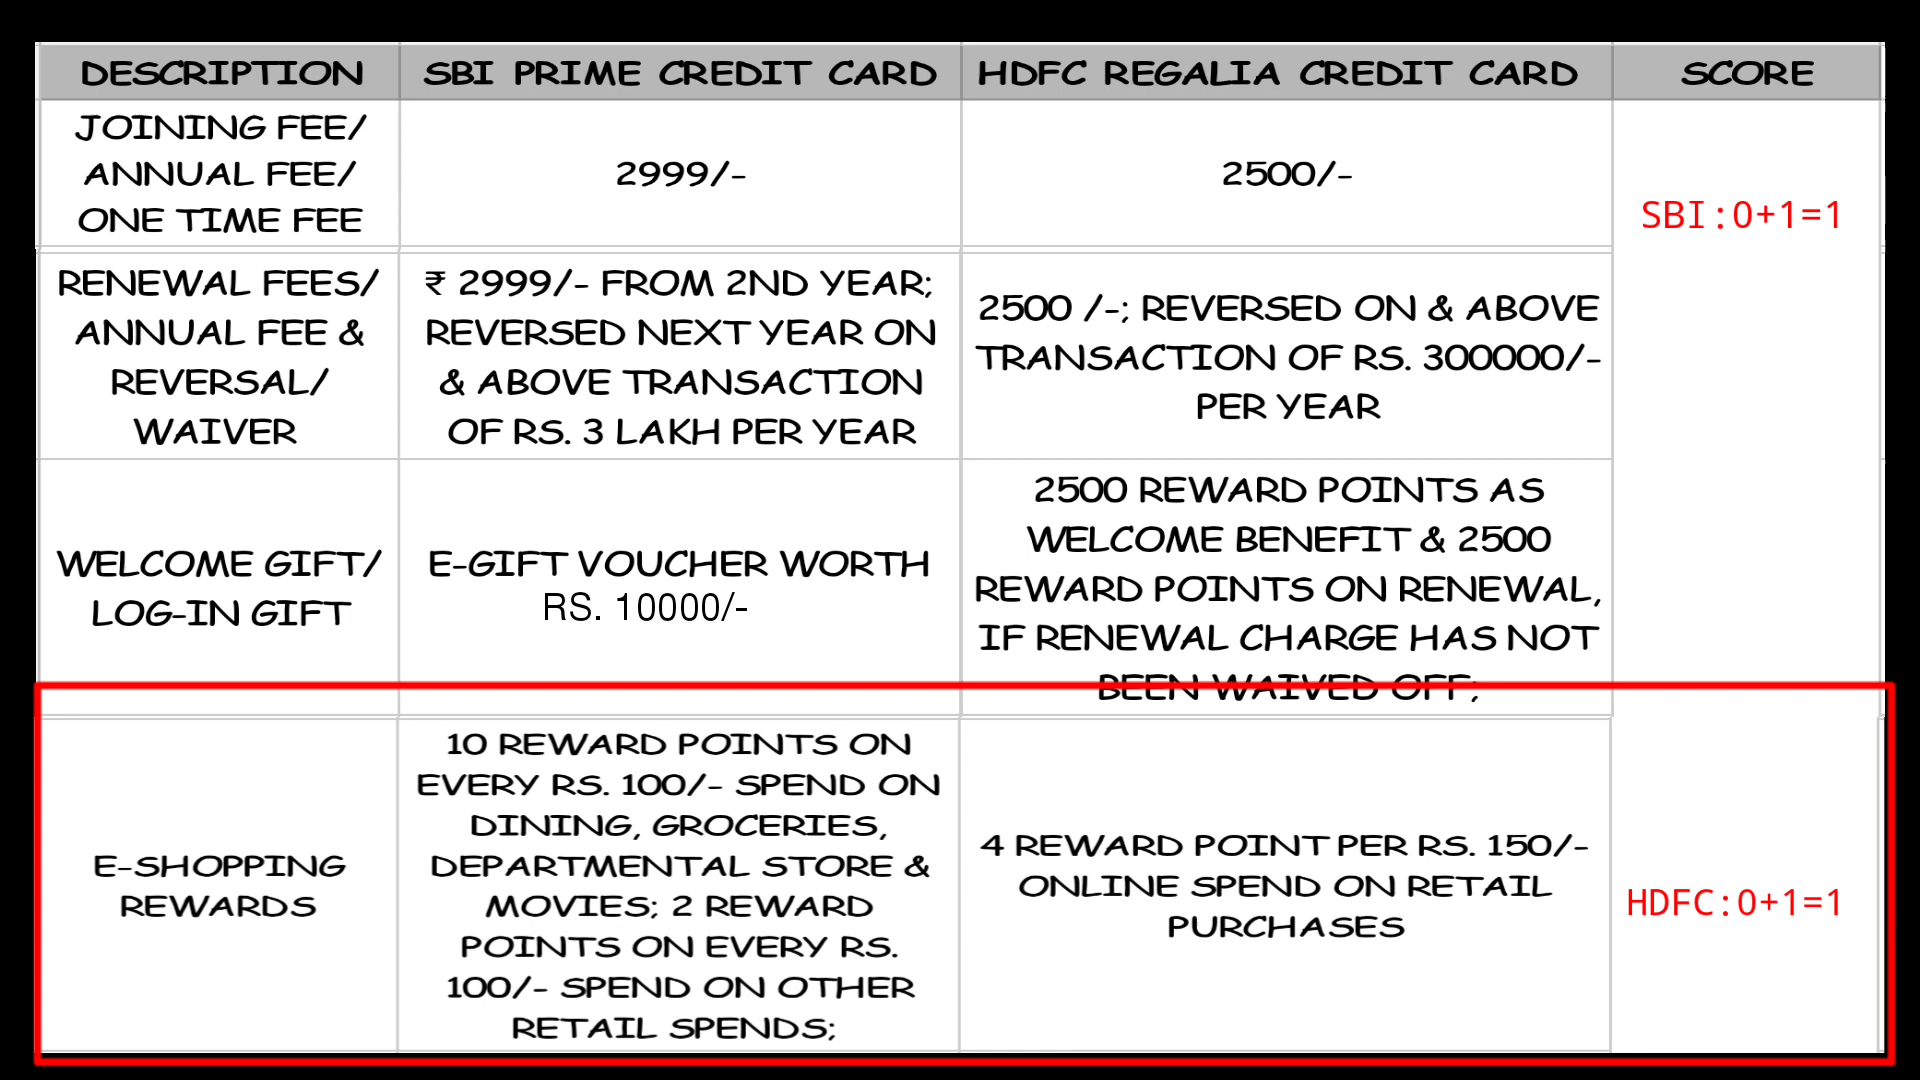 DESCRIPTION
SBI PRIME CREDIT CARD
HDFC REGALIA CREDIT CARD
SCORE
JOINING FEE/
ANNUAL FEE/
ONE TIME FEE
2999/-
2500/-
SBI:0+1=1
RENEWAL FEES/
ANNUAL FEE &
REVERSAL/
WAIVER
₹ 2999/- FROM 2ND YEAR;
REVERSED NEXT YEAR ON
& ABOVE TRANSACTION
OF RS. 3 LAKH PER YEAR
2500 /-; REVERSED ON & ABOVE
TRANSACTION OF RS. 300000/-
PER YEAR
WELCOME GIFT/
LOG-IN GIFT
E-GIFT VOUCHER WORTH
RS. 10000/-
2500 REWARD POINTS AS
WELCOME BENEFIT & 2500
REWARD POINTS ON RENEWAL,
IF RENEWAL CHARGE HAS NOT
BEEN WAIVED OFF;
E-SHOPPING
REWARDS
10 REWARD POINTS ON
EVERY RS. 100/- SPEND ON
DINING, GROCERIES,
DEPARTMENTAL STORE &
MOVIES; 2 REWARD
POINTS ON EVERY RS.
100/- SPEND ON OTHER
RETAIL SPENDS;
4 REWARD POINT PER RS. 150/-
ONLINE SPEND ON RETAIL
PURCHASES
HDFC:0+1=1